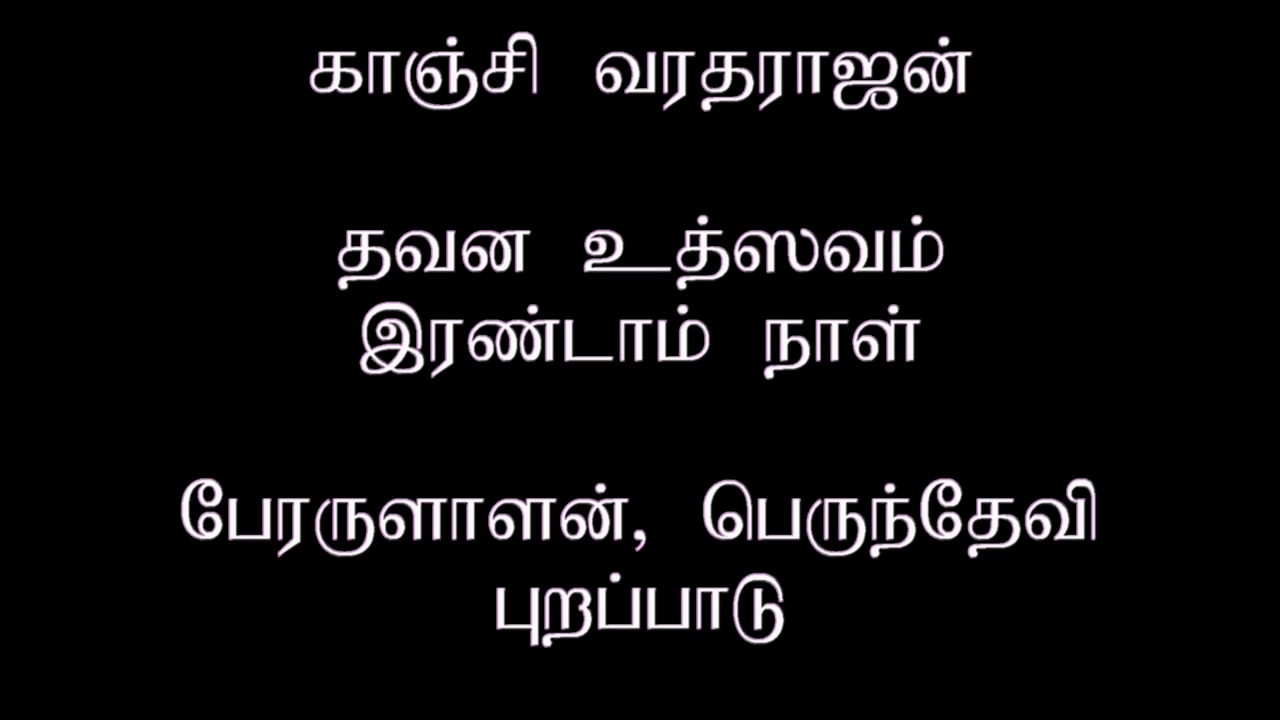 காஞ்சி வரதராஜன்
தவன உத்ஸவம்
இரண்டாம் நாள்
பேரருளாளன், பெருந்தேவி
புறப்பாடு